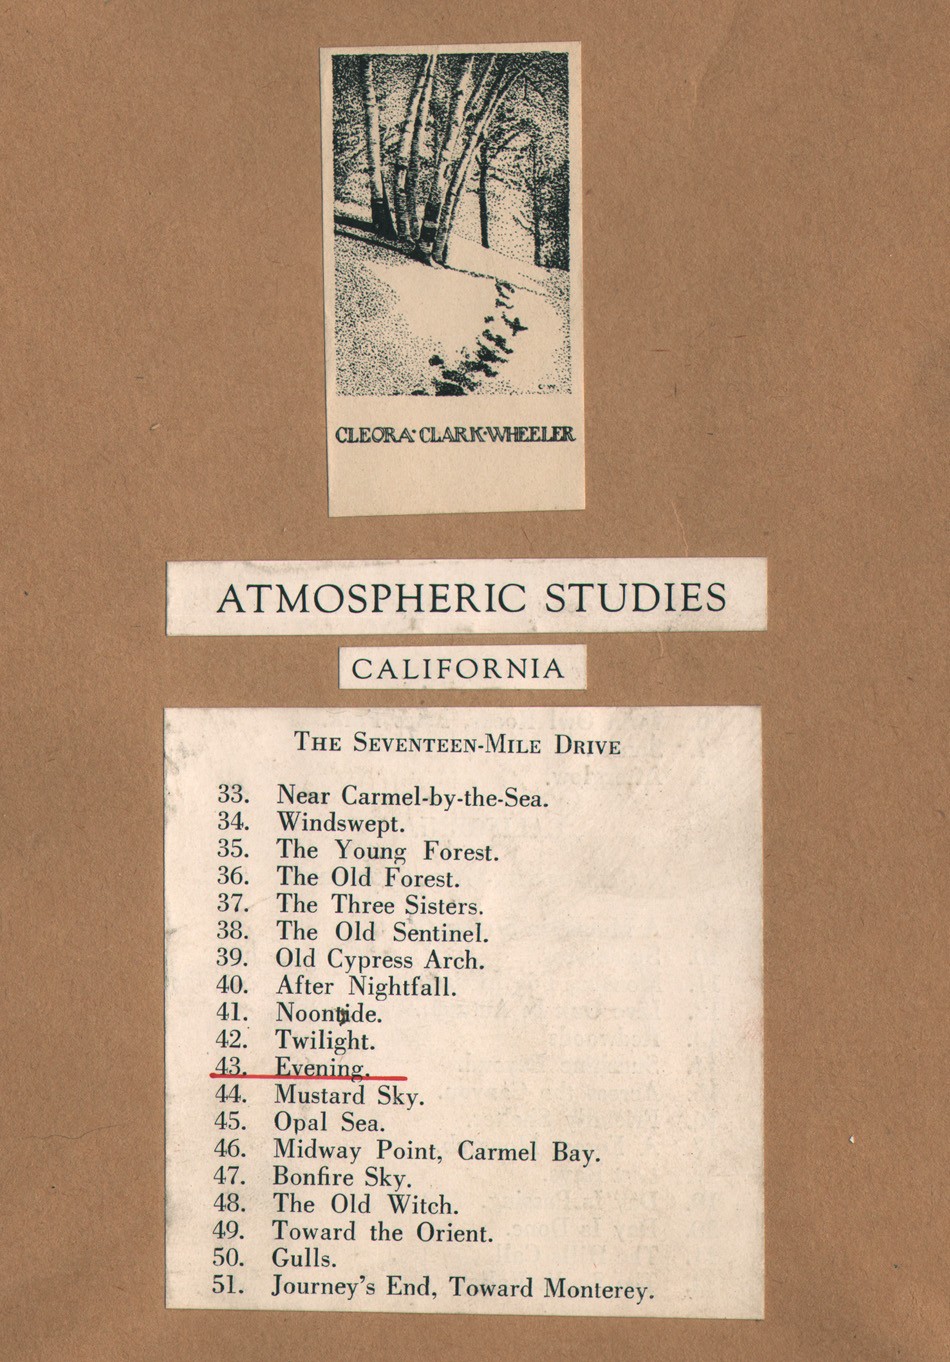 C.W.
CLEORA·CLARK·WHEELER
ATMOSPHERIC STUDIES
CALIFORNIA
THE SEVENTEEN-MILE DRIVE
33. Near Carmel-by-the-Sea.
34. Windswept.
35. The Young Forest.
36. The Old Forest.
37. The Three Sisters.
38. The Old Sentinel.
39. Old Cypress Arch.
40. After Nightfall.
41. Noontide.
42. Twilight.
43. Evening.
44. Mustard Sky.
45. Opal Sea.
46. Midway Point, Carmel Bay.
47. Bonfire Sky.
48. The Old Witch.
49. Toward the Orient.
50. Gulls.
51. Journey's End, Toward Monterey.